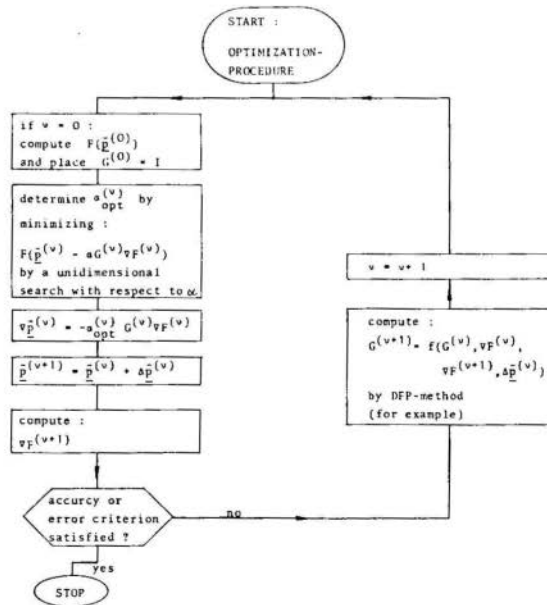 START :
OPTIMIZATION-
PROCEDURE
if ν = 0 :
compute F(p̃^(0))
and place G^(0) = I
determine α_opt^(ν) by
minimizing :
F(p̃^(ν) - αG^(ν)∇F^(ν))
by a unidimensional
search with respect to α
∇p̃^(ν) = -α_opt^(ν) G^(ν)∇F^(ν)
p̃^(ν+1) = p̃^(ν) + Δp̃^(ν)
compute :
∇F^(ν+1)
accurcy or
error criterion
satisfied ?
no
yes
STOP
ν = ν+ 1
compute :
G^(ν+1)= f(G^(ν),∇F^(ν),
∇F^(ν+1),Δp̃^(ν))
by DFP-method
(for example)